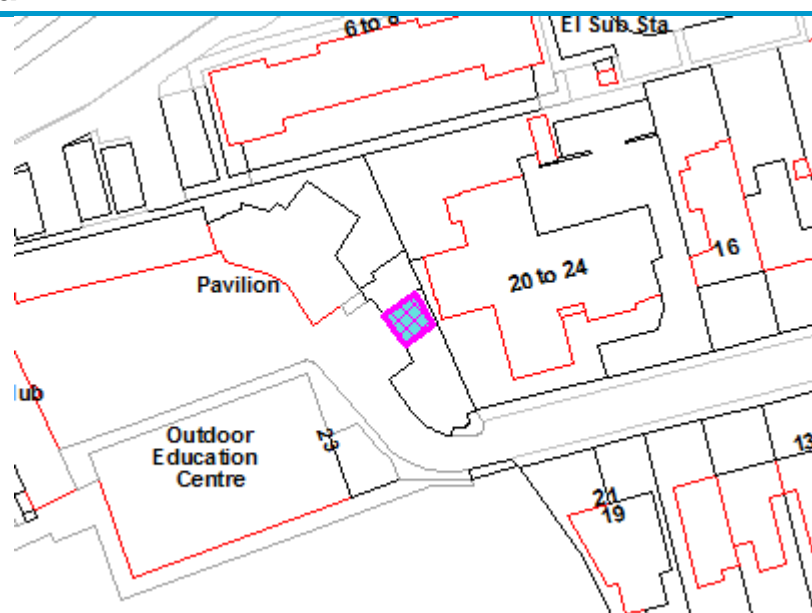 6 to 8
El Sub Sta
16
20 to 24
Pavilion
lub
23
Outdoor
Education
Centre
13
21
19